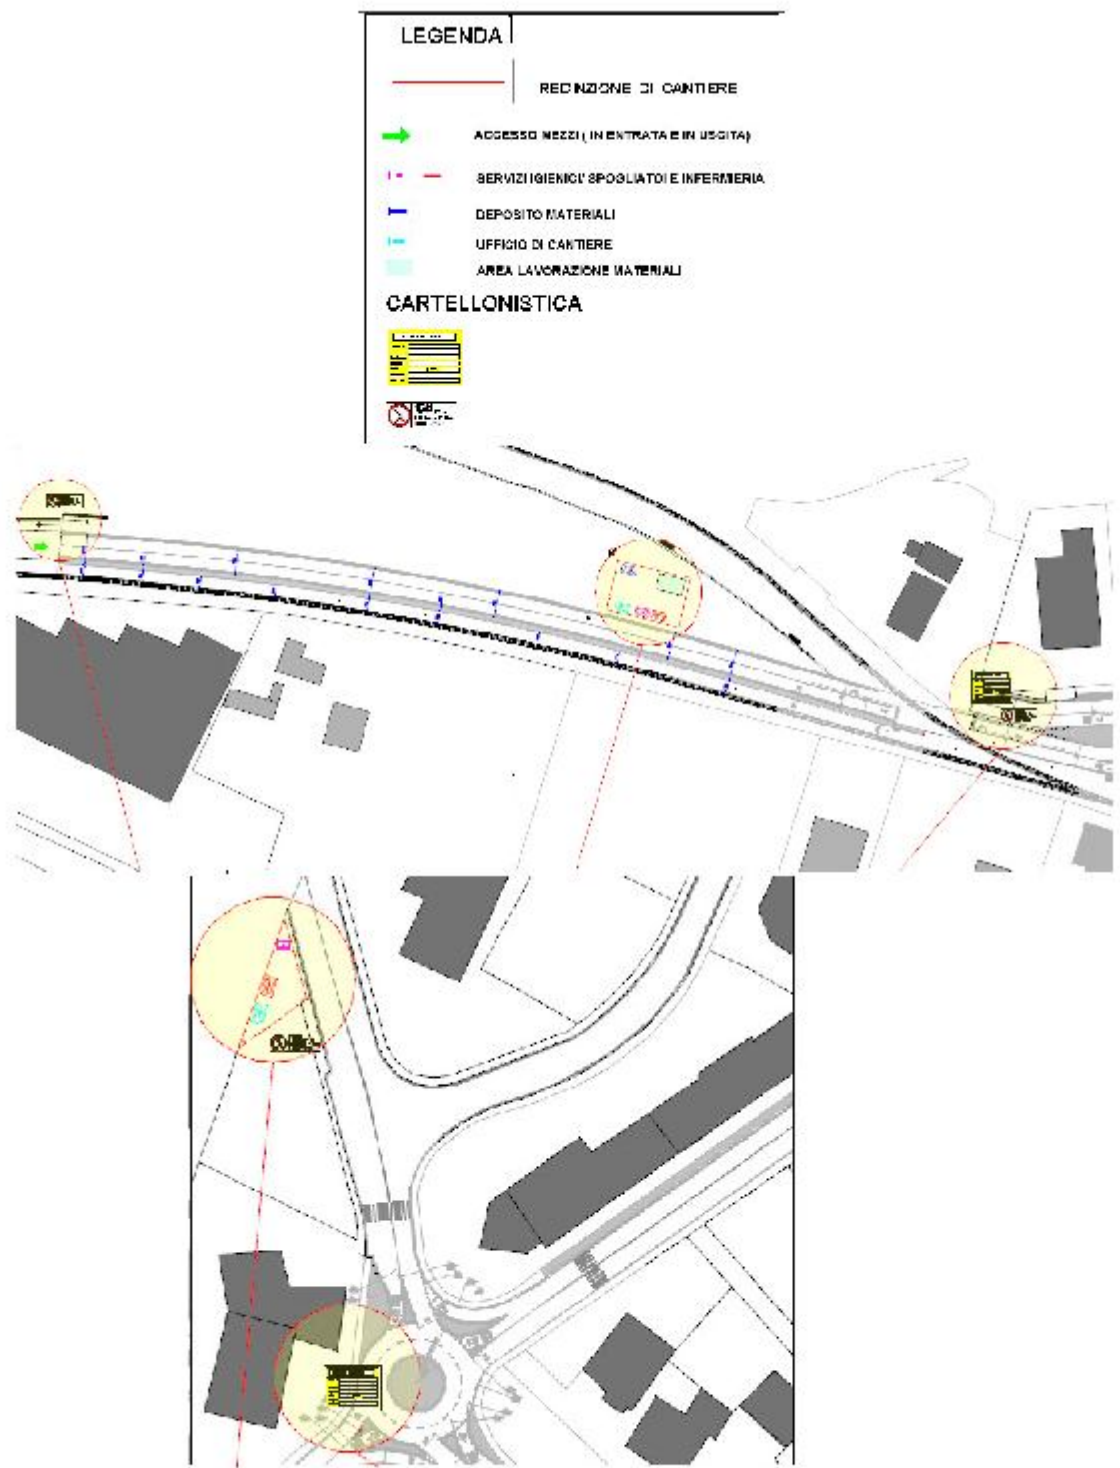 LEGENDA
RECINZIONE DI CANTIERE
ACCESSO MEZZI ( IN ENTRATA E IN USCITA)
SERVIZI IGIENICI/ SPOGLIATOI E INFERMIERIA
DEPOSITO MATERIALI
UFFICIO DI CANTIERE
AREA LAVORAZIONE MATERIALI
CARTELLONISTICA